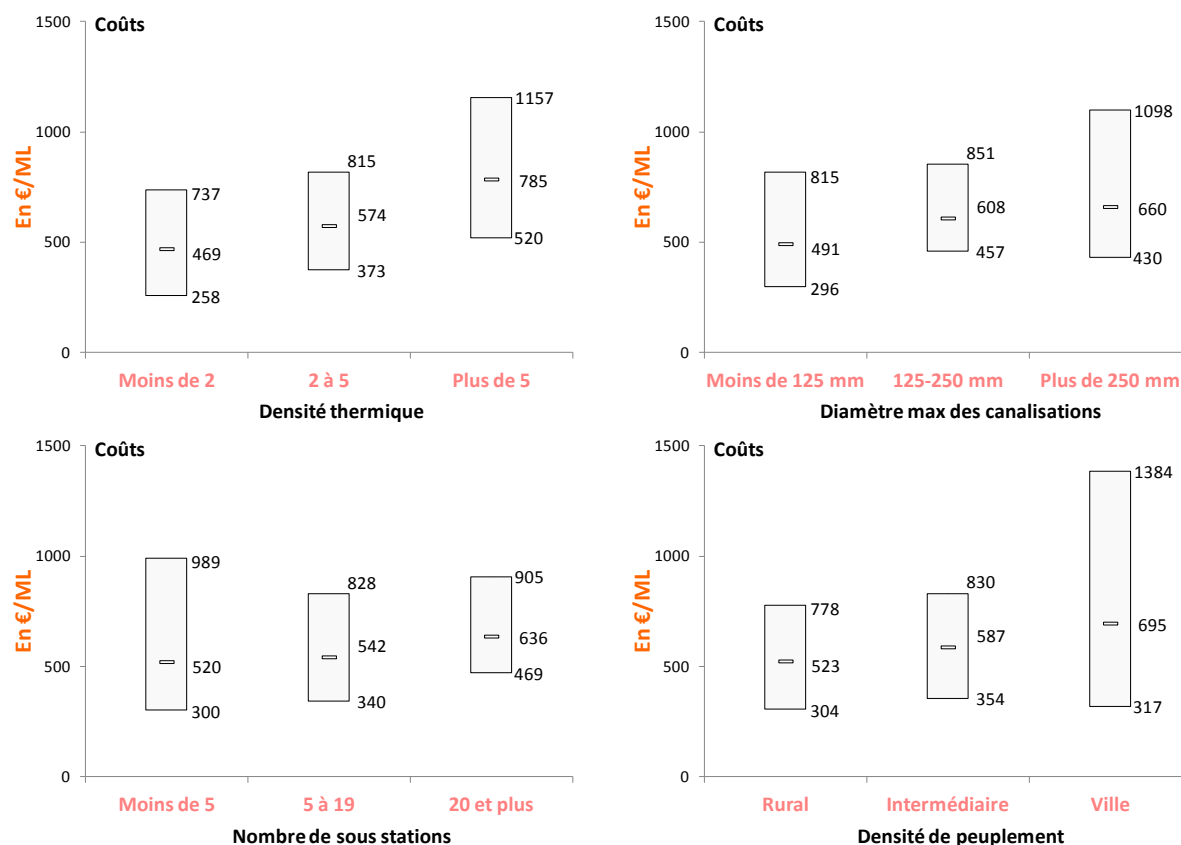 Coûts
En €/ML
1500
1000
500
0
737
469
258
815
574
373
1157
785
520
Moins de 2
2 à 5
Plus de 5
Densité thermique
Coûts
En €/ML
1500
1000
500
0
815
491
296
851
608
457
1098
660
430
Moins de 125 mm
125-250 mm
Plus de 250 mm
Diamètre max des canalisations
Coûts
En €/ML
1500
1000
500
0
989
520
300
828
542
340
905
636
469
Moins de 5
5 à 19
20 et plus
Nombre de sous stations
Coûts
En €/ML
1500
1000
500
0
778
523
304
830
587
354
1384
695
317
Rural
Intermédiaire
Ville
Densité de peuplement